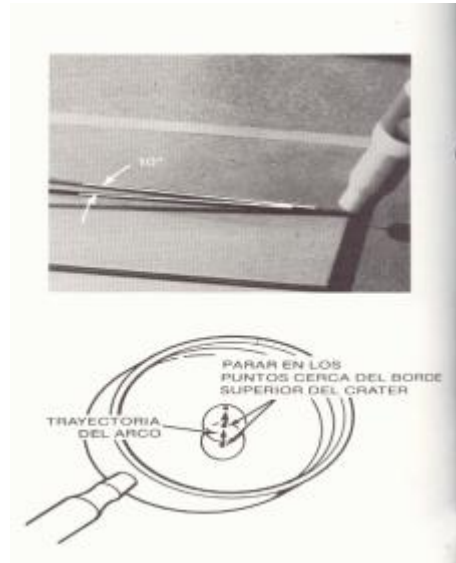 10°
PARAR EN LOS
PUNTOS CERCA DEL BORDE
SUPERIOR DEL CRATER
TRAYECTORIA
DEL ARCO